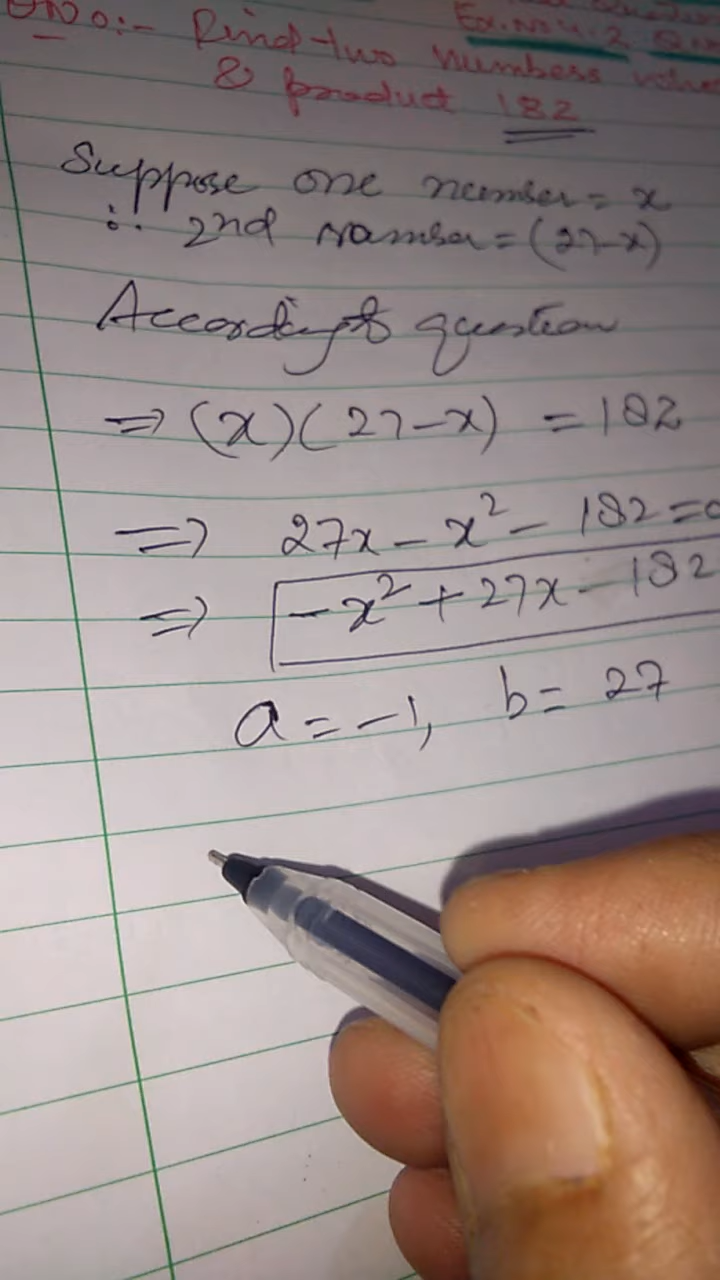 Ex. No 4.2
QNo:- Find two numbers
& product 182
Suppose one number = x
∴ 2nd number = (27-x)
According to question
⇒ (x)(27-x) = 182
⇒ 27x - x² - 182 = 0
⇒ -x² + 27x - 182
a = -1, b = 27